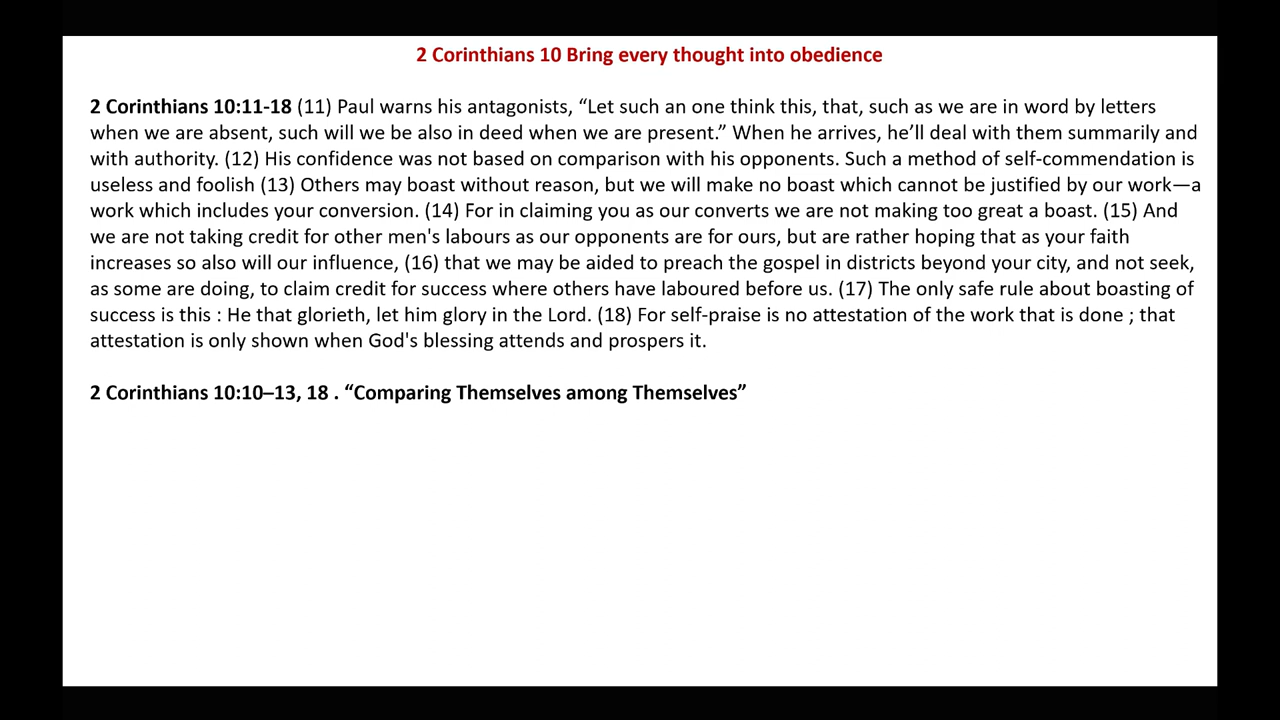 2 Corinthians 10 Bring every thought into obedience
2 Corinthians 10:11-18 (11) Paul warns his antagonists, “Let such an one think this, that, such as we are in word by letters
when we are absent, such will we be also in deed when we are present.” When he arrives, he’ll deal with them summarily and
with authority. (12) His confidence was not based on comparison with his opponents. Such a method of self-commendation is
useless and foolish (13) Others may boast without reason, but we will make no boast which cannot be justified by our work—a
work which includes your conversion. (14) For in claiming you as our converts we are not making too great a boast. (15) And
we are not taking credit for other men's labours as our opponents are for ours, but are rather hoping that as your faith
increases so also will our influence, (16) that we may be aided to preach the gospel in districts beyond your city, and not seek,
as some are doing, to claim credit for success where others have laboured before us. (17) The only safe rule about boasting of
success is this : He that glorieth, let him glory in the Lord. (18) For self-praise is no attestation of the work that is done ; that
attestation is only shown when God's blessing attends and prospers it.
2 Corinthians 10:10–13, 18 . “Comparing Themselves among Themselves”